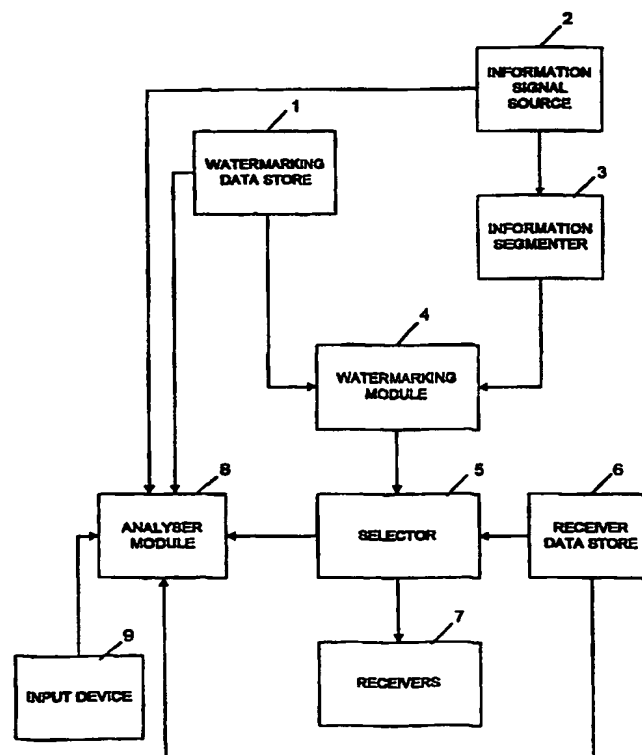 2
INFORMATION
SIGNAL
SOURCE
1
WATERMARKING
DATA STORE
3
INFORMATION
SEGMENTER
4
WATERMARKING
MODULE
8
ANALYSER
MODULE
5
SELECTOR
6
RECEIVER
DATA STORE
9
INPUT DEVICE
7
RECEIVERS